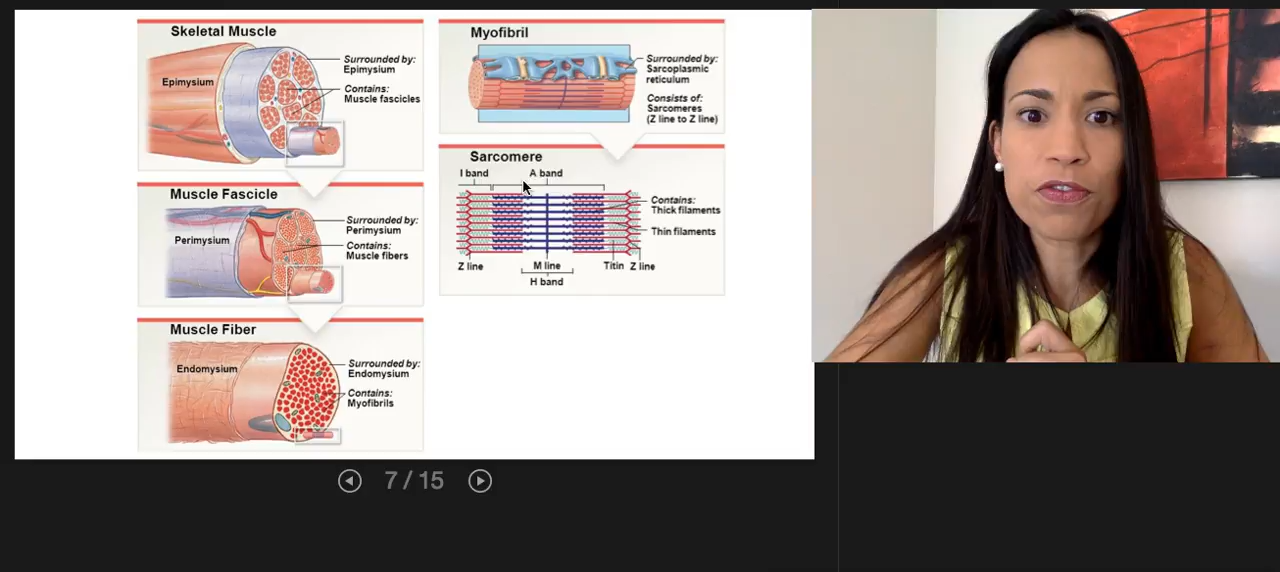 Skeletal Muscle
Epimysium
Surrounded by:
Epimysium
Contains:
Muscle fascicles
Muscle Fascicle
Perimysium
Surrounded by:
Perimysium
Contains:
Muscle fibers
Muscle Fiber
Endomysium
Surrounded by:
Endomysium
Contains:
Myofibrils
Myofibril
Surrounded by:
Sarcoplasmic
reticulum
Consists of:
Sarcomeres
(Z line to Z line)
Sarcomere
I band
A band
Contains:
Thick filaments
Thin filaments
Z line
M line
Titin
Z line
H band
7 / 15